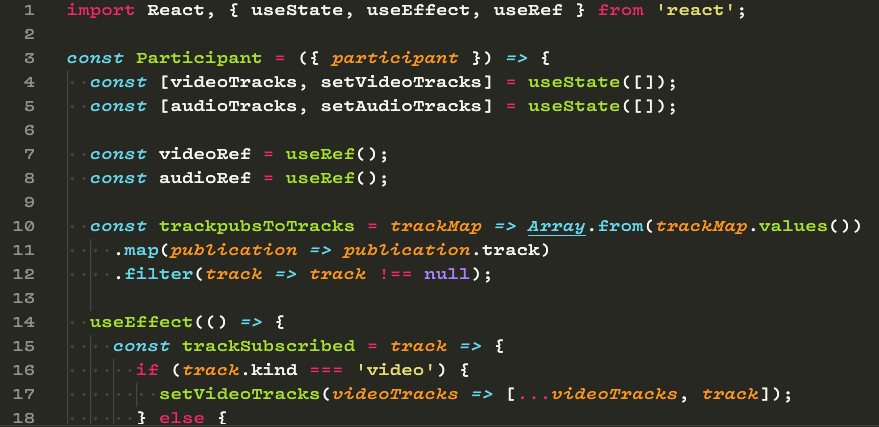 1 import React, { useState, useEffect, useRef } from 'react';
2
3 const Participant = ({ participant }) => {
4 const [videoTracks, setVideoTracks] = useState([]);
5 const [audioTracks, setAudioTracks] = useState([]);
6
7 const videoRef = useRef();
8 const audioRef = useRef();
9
10 const trackpubsToTracks = trackMap => Array.from(trackMap.values())
11 .map(publication => publication.track)
12 .filter(track => track !== null);
13
14 useEffect(() => {
15 const trackSubscribed = track => {
16 if (track.kind === 'video') {
17 setVideoTracks(videoTracks => [...videoTracks, track]);
18 } else {